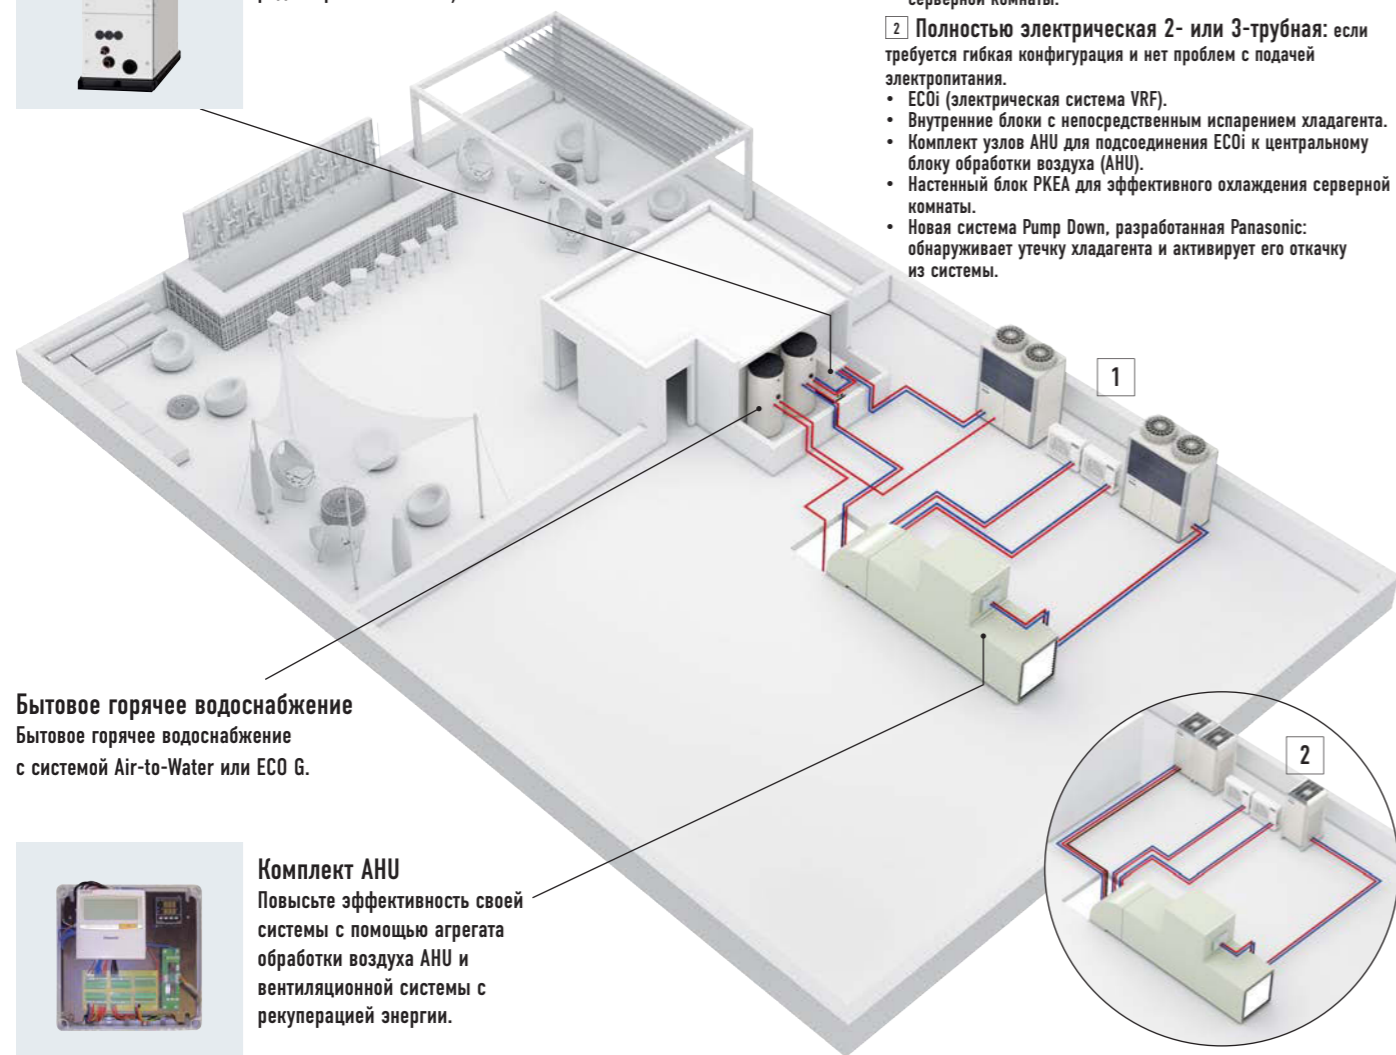 серверной комнаты.
2 Полностью электрическая 2- или 3-трубная: если
требуется гибкая конфигурация и нет проблем с подачей
электропитания.
• ECOi (электрическая система VRF).
• Внутренние блоки с непосредственным испарением хладагента.
• Комплект узлов AHU для подсоединения ECOi к центральному
блоку обработки воздуха (AHU).
• Настенный блок PKEA для эффективного охлаждения серверной
комнаты.
• Новая система Pump Down, разработанная Panasonic:
обнаруживает утечку хладагента и активирует его откачку
из системы.
1
2
Бытовое горячее водоснабжение
Бытовое горячее водоснабжение
с системой Air-to-Water или ECO G.
Комплект AHU
Повысьте эффективность своей
системы с помощью агрегата
обработки воздуха AHU и
вентиляционной системы с
рекуперацией энергии.